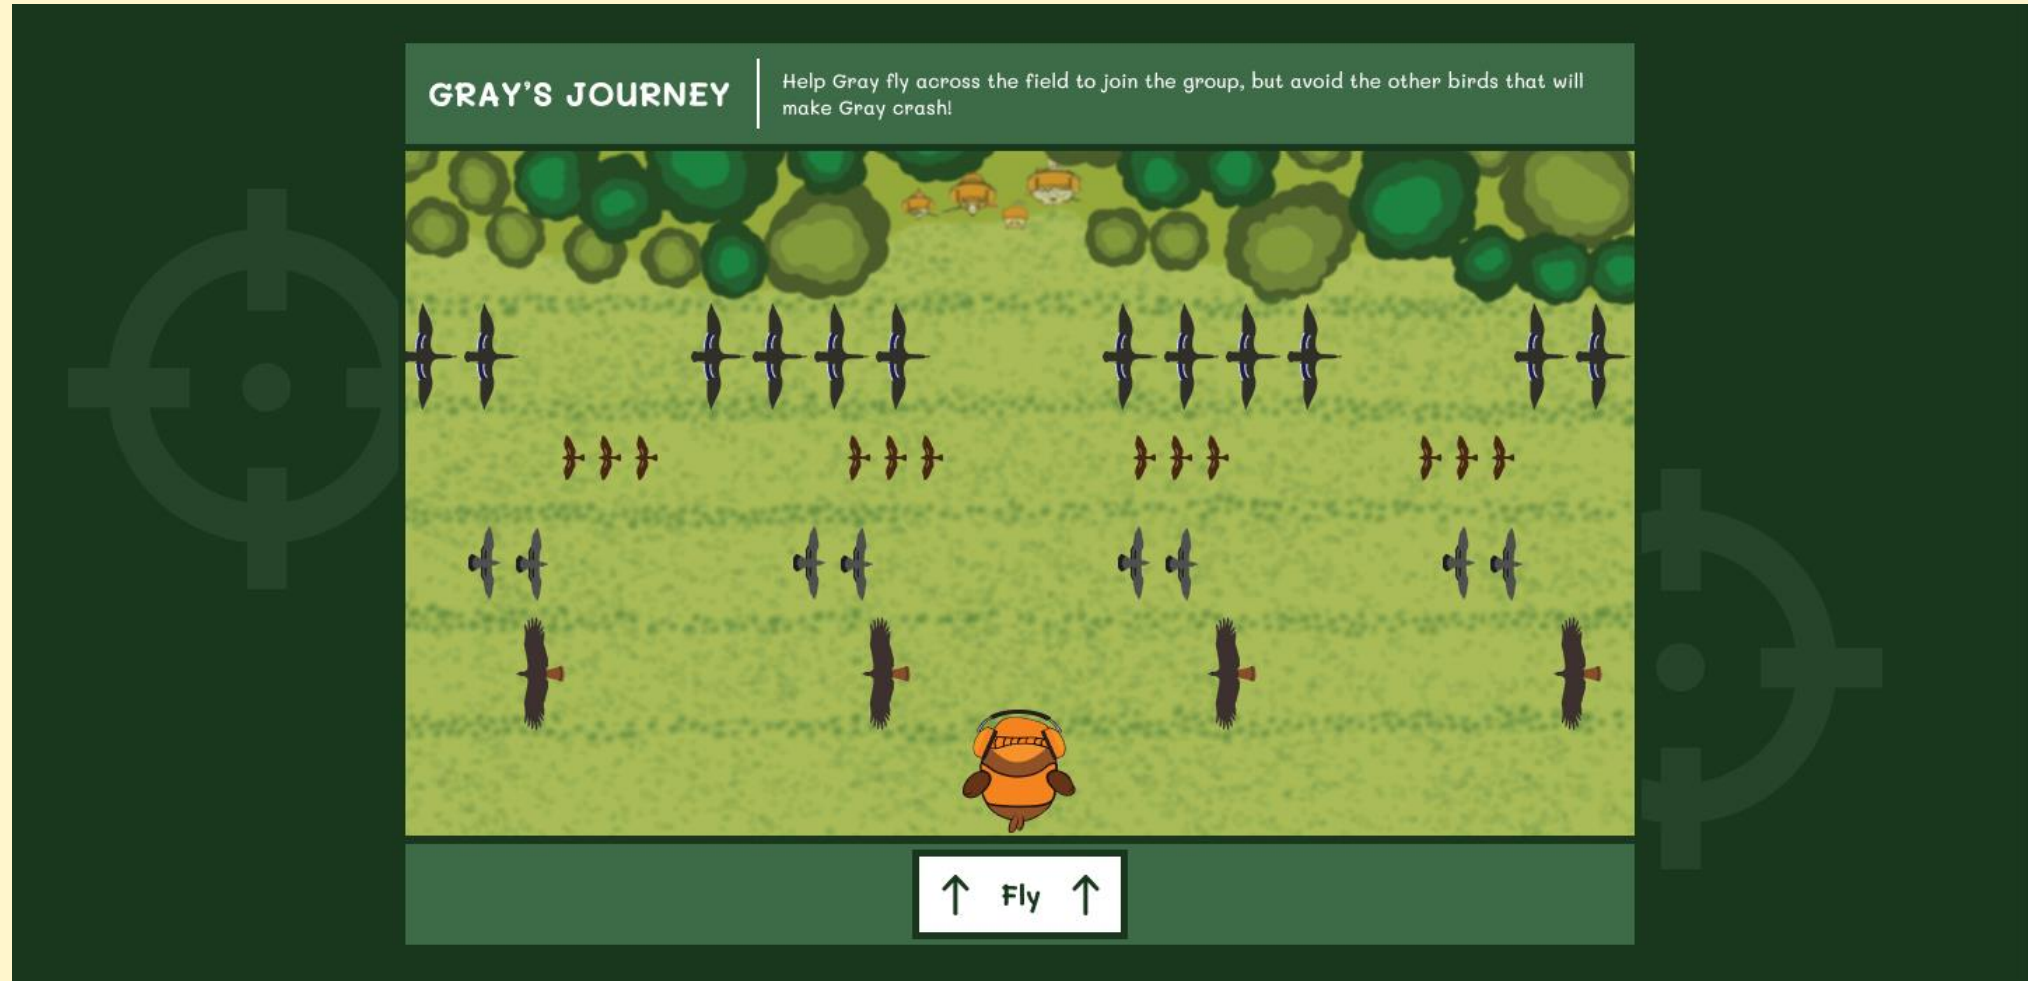 GRAY'S JOURNEY
Help Gray fly across the field to join the group, but avoid the other birds that will
make Gray crash!
↑ Fly ↑